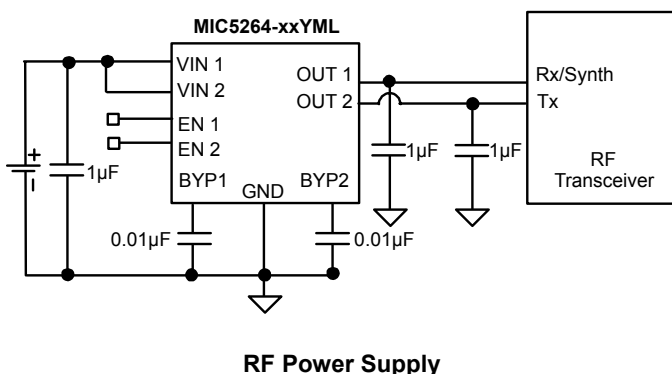 MIC5264-xxYML
VIN 1
VIN 2
EN 1
EN 2
BYP1
GND
BYP2
OUT 1
OUT 2
+
–
1µF
0.01µF
0.01µF
1µF
1µF
Rx/Synth
Tx
RF
Transceiver
RF Power Supply